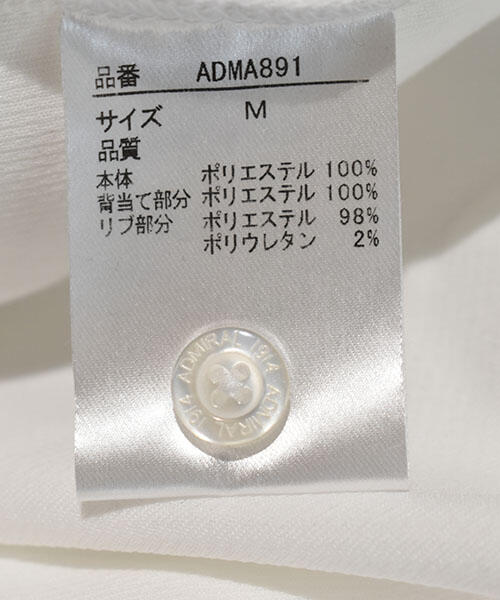 品番 ADMA891
サイズ M
品質
本体 ポリエステル 100%
背当て部分 ポリエステル 100%
リブ部分 ポリエステル 98%
ポリウレタン 2%
ADMIRAL 1914 ADMIRAL 1914